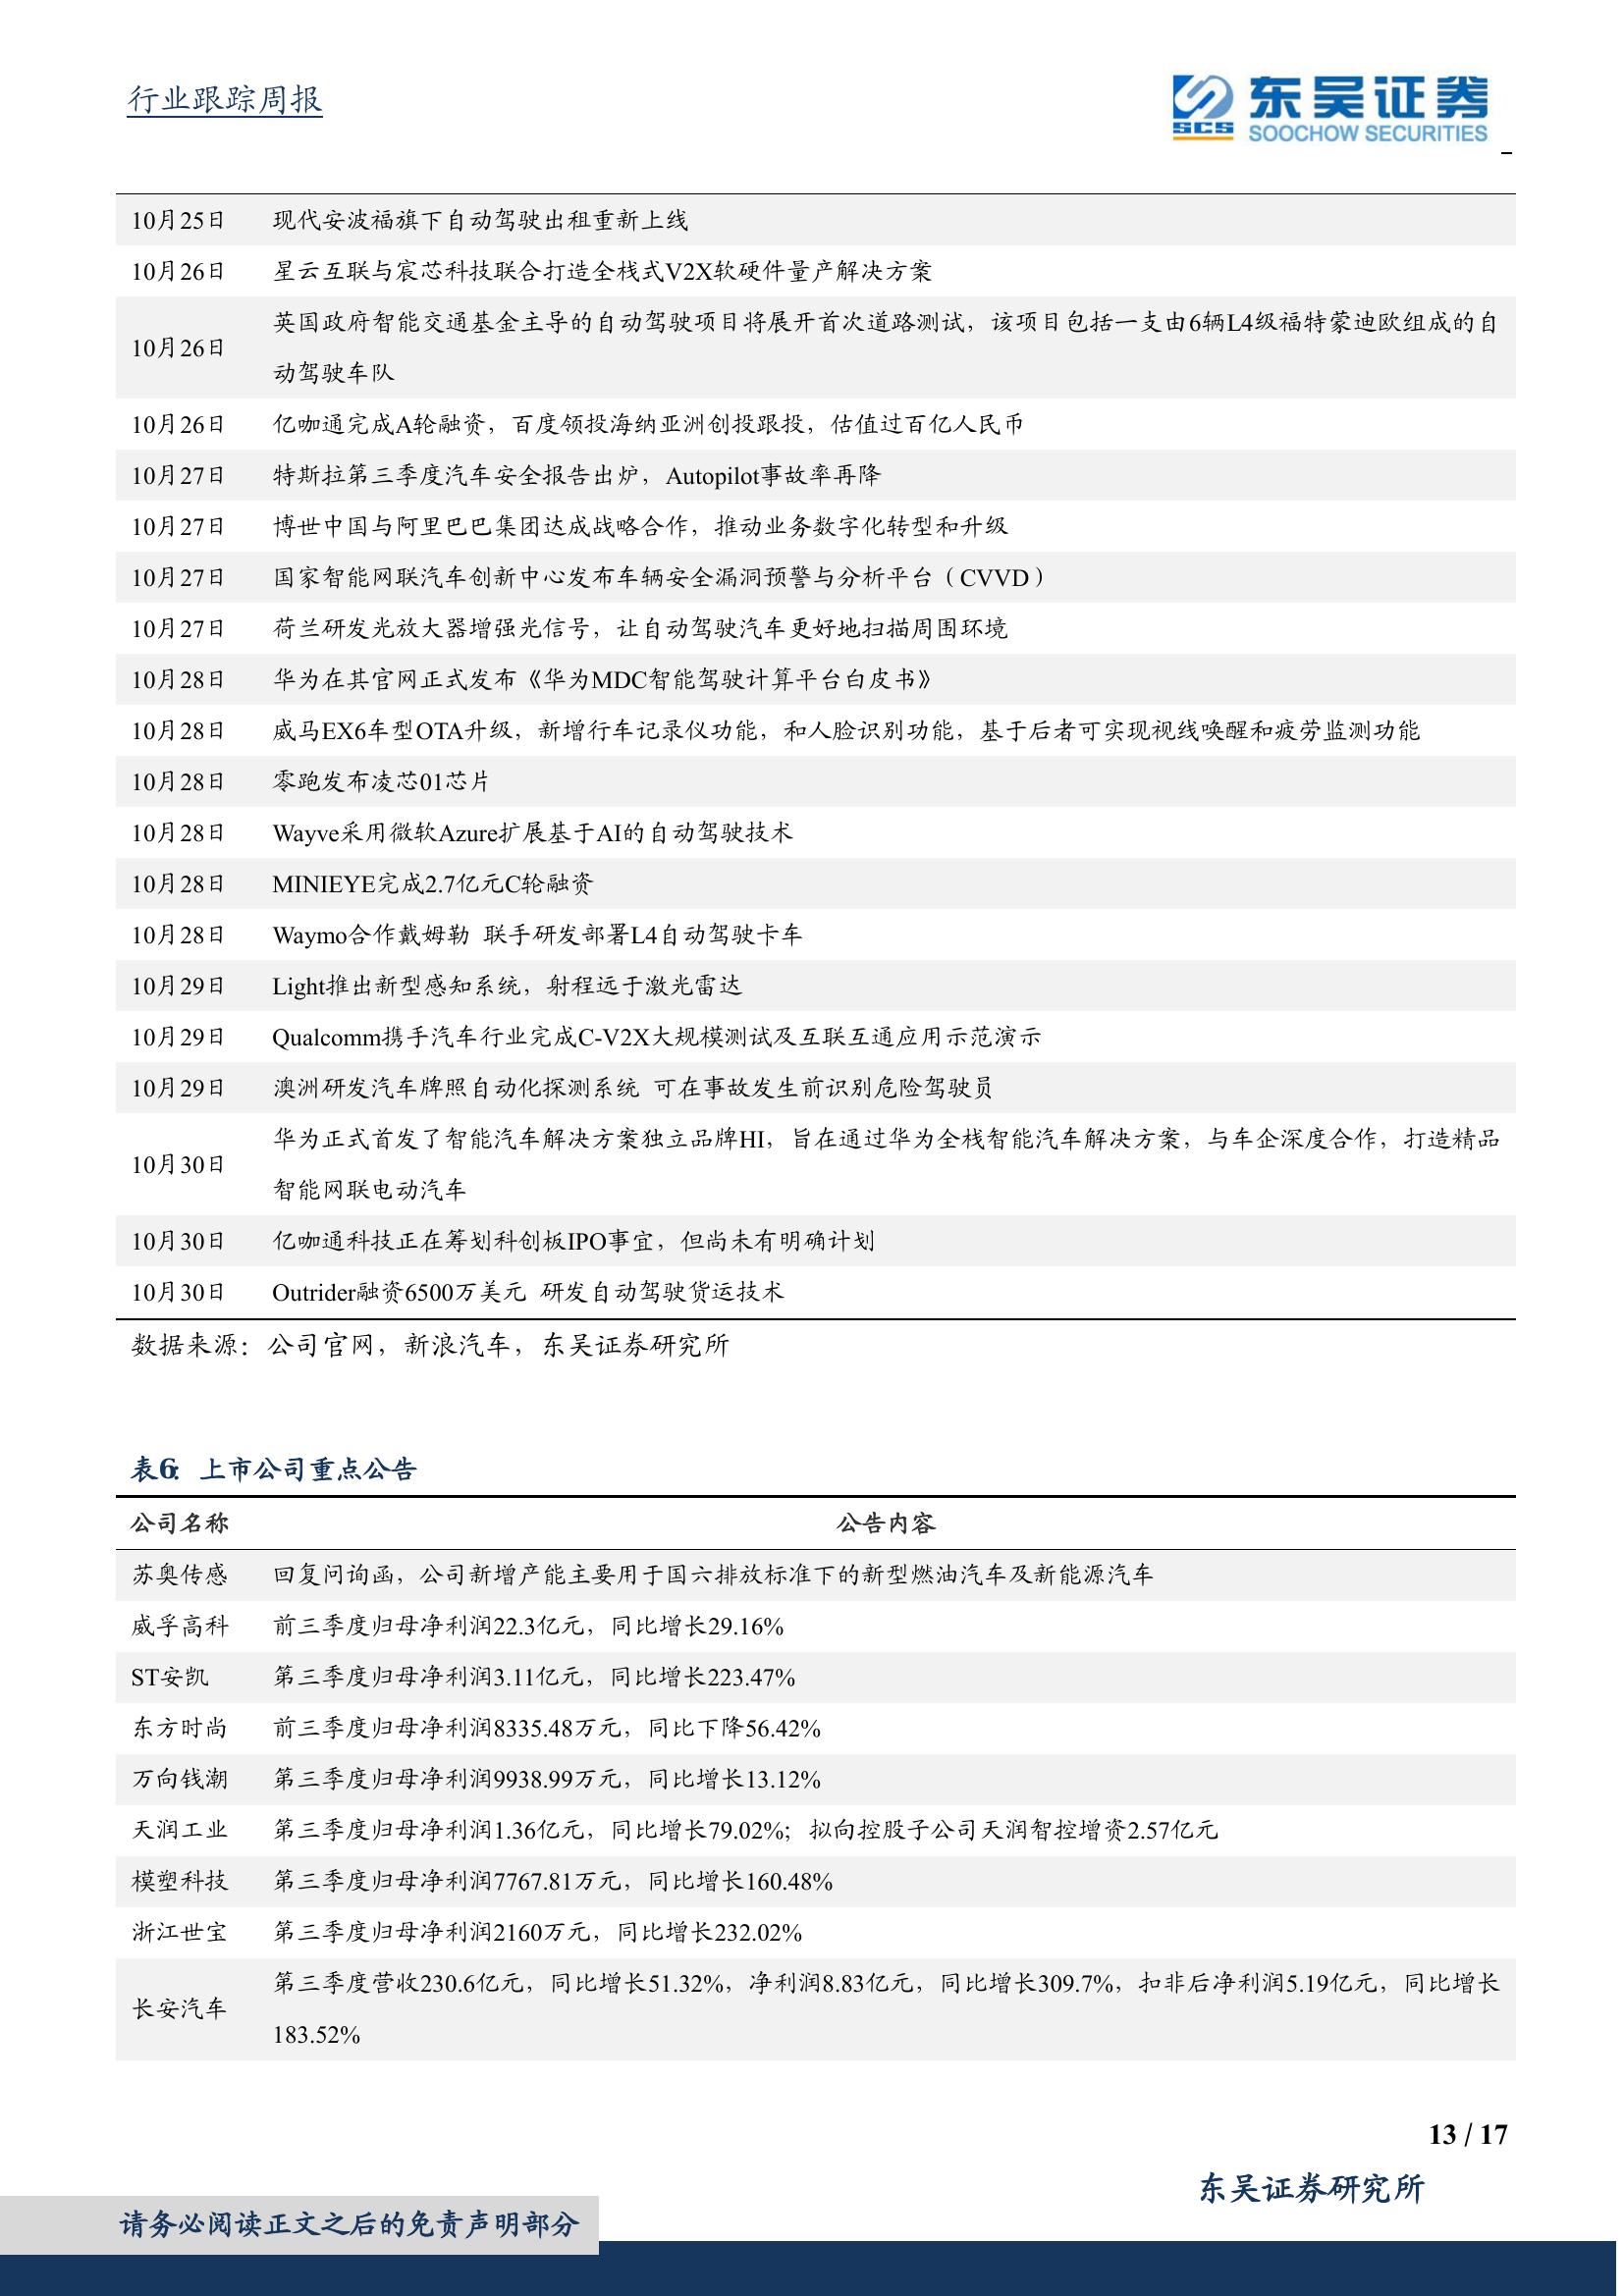 行业跟踪周报
SCS 东吴证券
SOOCHOW SECURITIES
10月25日 现代安波福旗下自动驾驶出租重新上线
10月26日 星云互联与宸芯科技联合打造全栈式V2X软硬件量产解决方案
10月26日 英国政府智能交通基金主导的自动驾驶项目将展开首次道路测试，该项目包括一支由6辆L4级福特蒙迪欧组成的自
动驾驶车队
10月26日 亿咖通完成A轮融资，百度领投海纳亚洲创投跟投，估值过百亿人民币
10月27日 特斯拉第三季度汽车安全报告出炉，Autopilot事故率再降
10月27日 博世中国与阿里巴巴集团达成战略合作，推动业务数字化转型和升级
10月27日 国家智能网联汽车创新中心发布车辆安全漏洞预警与分析平台（CVVD）
10月27日 荷兰研发光放大器增强光信号，让自动驾驶汽车更好地扫描周围环境
10月28日 华为在其官网正式发布《华为MDC智能驾驶计算平台白皮书》
10月28日 威马EX6车型OTA升级，新增行车记录仪功能，和人脸识别功能，基于后者可实现视线唤醒和疲劳监测功能
10月28日 零跑发布凌芯01芯片
10月28日 Wayve采用微软Azure扩展基于AI的自动驾驶技术
10月28日 MINIEYE完成2.7亿元C轮融资
10月28日 Waymo合作戴姆勒 联手研发部署L4自动驾驶卡车
10月29日 Light推出新型感知系统，射程远于激光雷达
10月29日 Qualcomm携手汽车行业完成C-V2X大规模测试及互联互通应用示范演示
10月29日 澳洲研发汽车牌照自动化探测系统 可在事故发生前识别危险驾驶员
10月30日 华为正式首发了智能汽车解决方案独立品牌HI，旨在通过华为全栈智能汽车解决方案，与车企深度合作，打造精品
智能网联电动汽车
10月30日 亿咖通科技正在筹划科创板IPO事宜，但尚未有明确计划
10月30日 Outrider融资6500万美元 研发自动驾驶货运技术
数据来源：公司官网，新浪汽车，东吴证券研究所
表6：上市公司重点公告
公司名称 公告内容
苏奥传感 回复问询函，公司新增产能主要用于国六排放标准下的新型燃油汽车及新能源汽车
威孚高科 前三季度归母净利润22.3亿元，同比增长29.16%
ST安凯 第三季度归母净利润3.11亿元，同比增长223.47%
东方时尚 前三季度归母净利润8335.48万元，同比下降56.42%
万向钱潮 第三季度归母净利润9938.99万元，同比增长13.12%
天润工业 第三季度归母净利润1.36亿元，同比增长79.02%；拟向控股子公司天润智控增资2.57亿元
模塑科技 第三季度归母净利润7767.81万元，同比增长160.48%
浙江世宝 第三季度归母净利润2160万元，同比增长232.02%
长安汽车 第三季度营收230.6亿元，同比增长51.32%，净利润8.83亿元，同比增长309.7%，扣非后净利润5.19亿元，同比增长
183.52%
13 / 17
东吴证券研究所
请务必阅读正文之后的免责声明部分